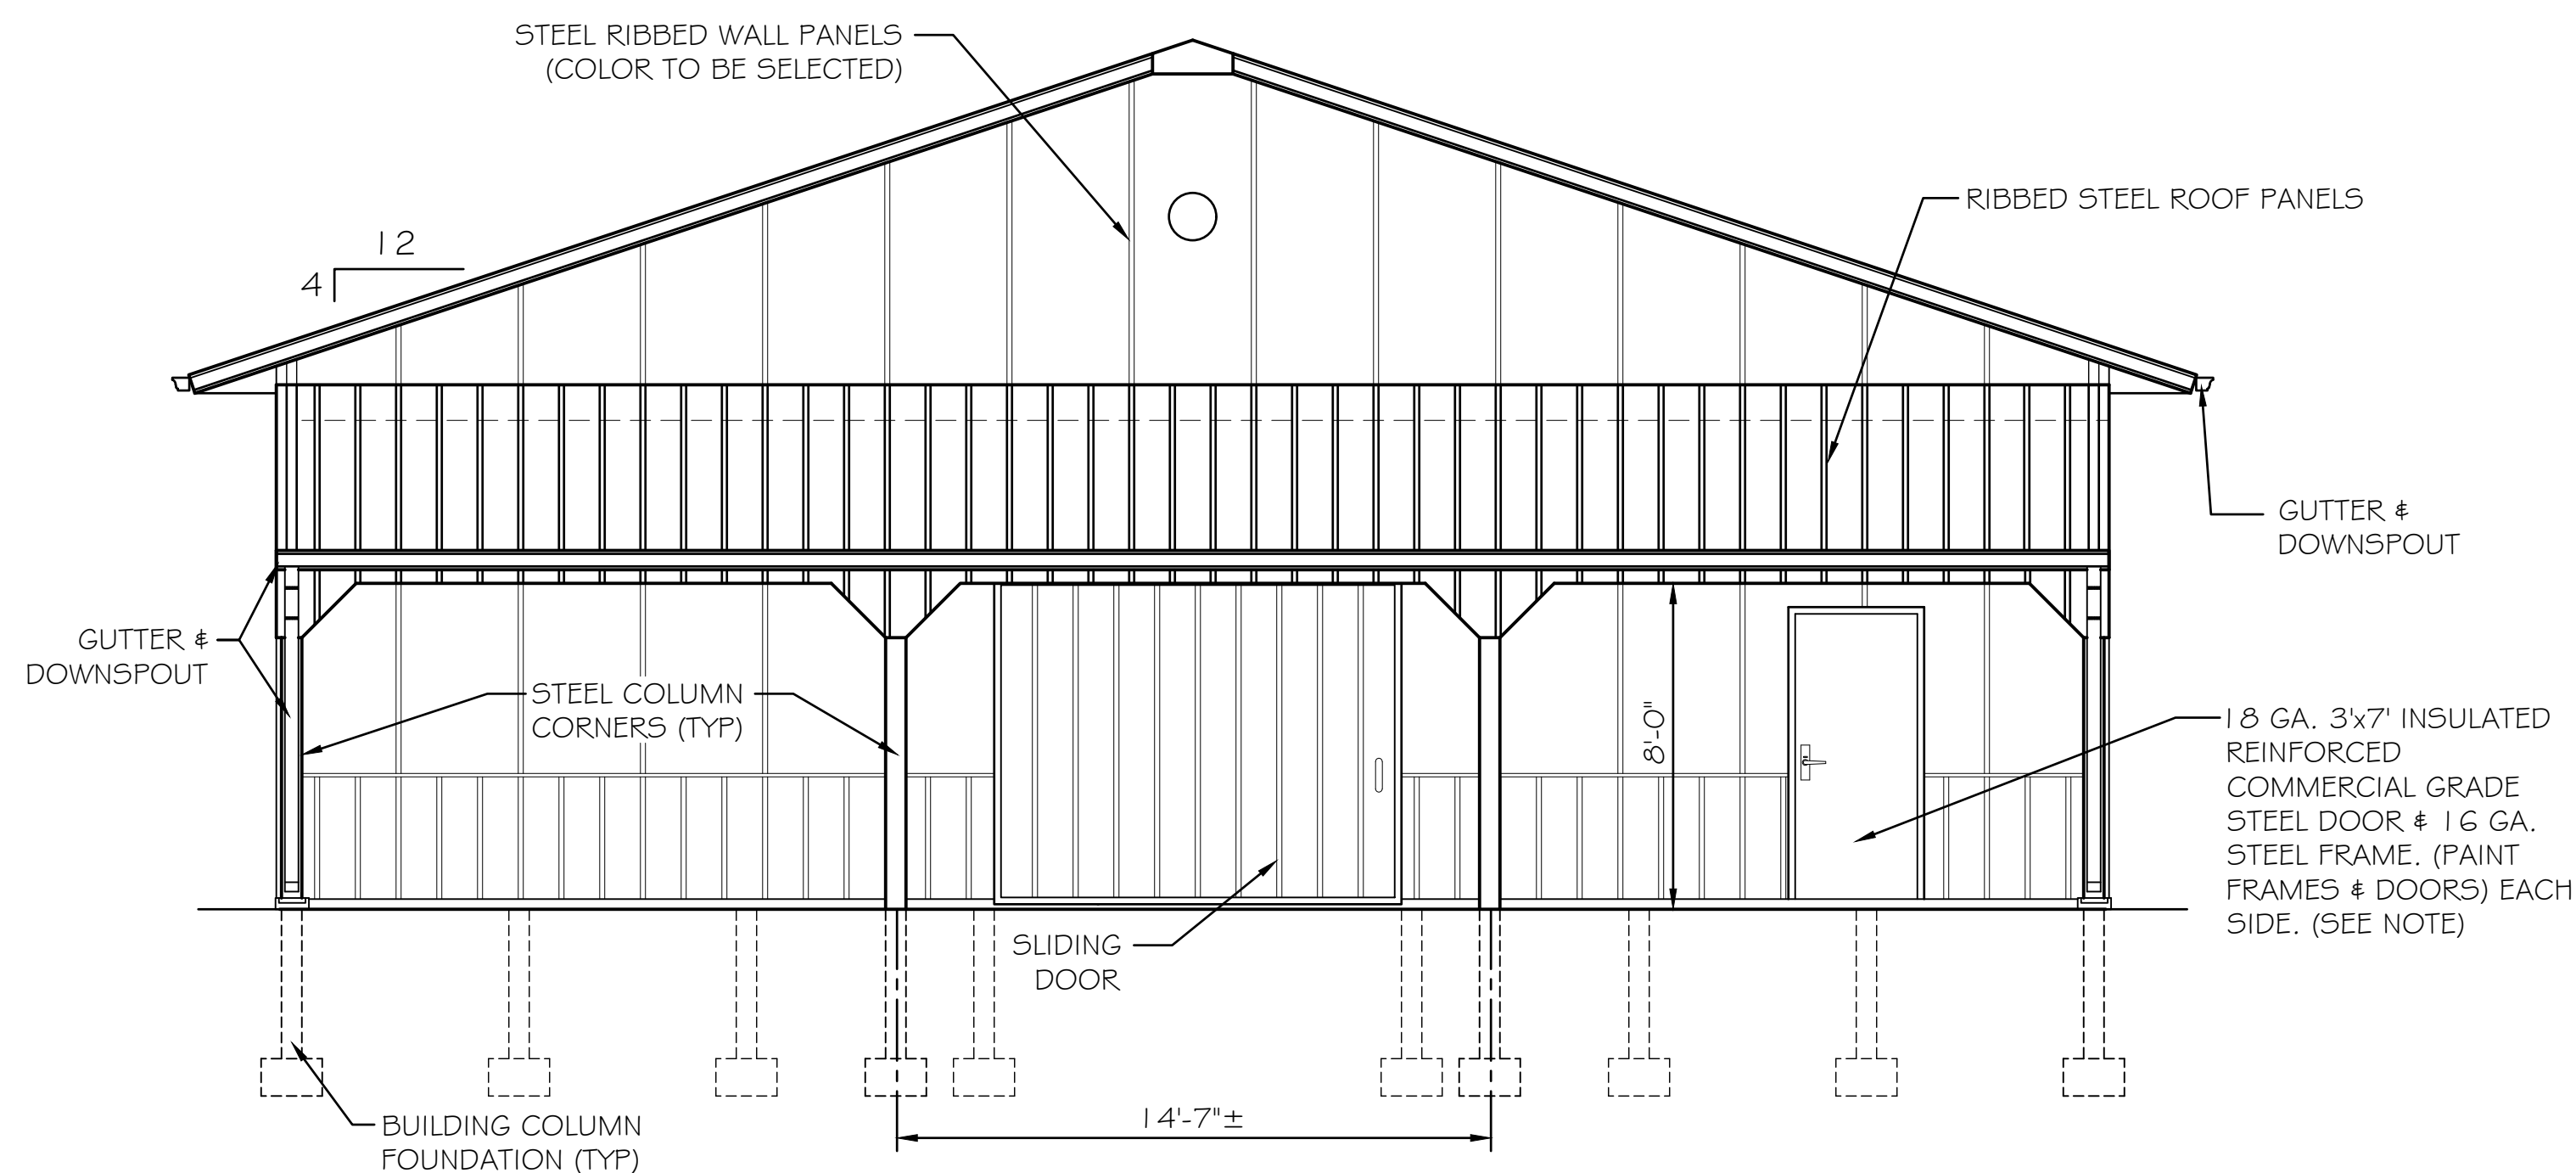 STEEL RIBBED WALL PANELS
(COLOR TO BE SELECTED)
RIBBED STEEL ROOF PANELS
12
4
GUTTER &
DOWNSPOUT
GUTTER &
DOWNSPOUT
STEEL COLUMN
CORNERS (TYP)
8'-0"
18 GA. 3'x7' INSULATED
REINFORCED
COMMERCIAL GRADE
STEEL DOOR & 16 GA.
STEEL FRAME. (PAINT
FRAMES & DOORS) EACH
SIDE. (SEE NOTE)
SLIDING
DOOR
BUILDING COLUMN
FOUNDATION (TYP)
14'-7"±